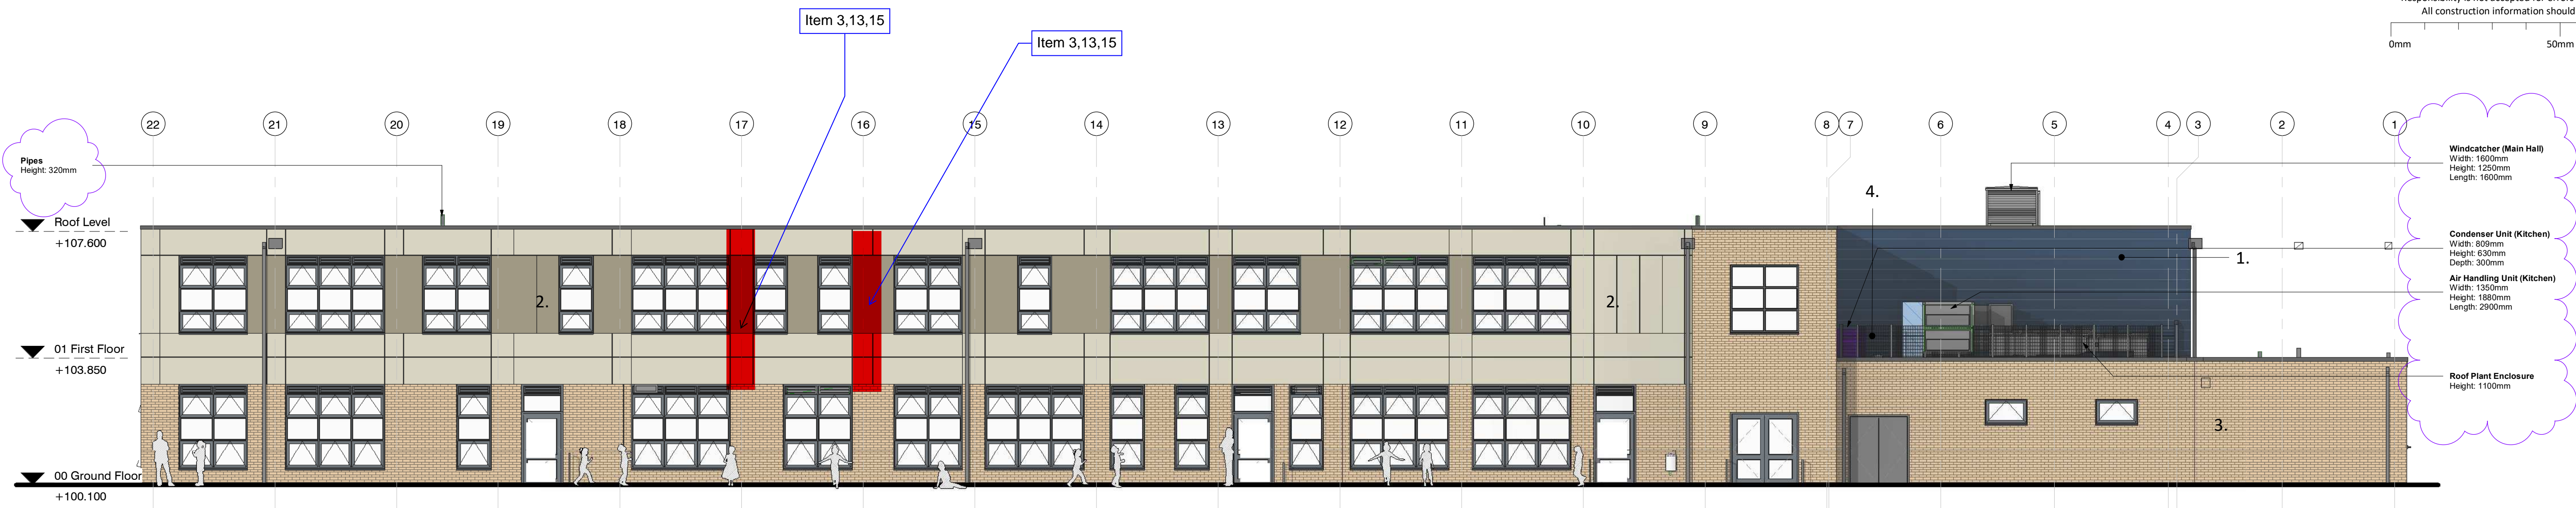 Responsibility is not accepted for errors
All construction information should
0mm
50mm
Item 3,13,15
Item 3,13,15
22
21
20
19
18
17
16
15
14
13
12
11
10
9
8
7
6
5
4
3
2
1
Pipes
Height: 320mm
Windcatcher (Main Hall)
Width: 1600mm
Height: 1250mm
Length: 1600mm
4.
Roof Level
+107.600
Condenser Unit (Kitchen)
Width: 809mm
Height: 630mm
Depth: 300mm
1.
Air Handling Unit (Kitchen)
Width: 1350mm
Height: 1880mm
Length: 2900mm
2.
2.
01 First Floor
+103.850
Roof Plant Enclosure
Height: 1100mm
3.
00 Ground Floor
+100.100